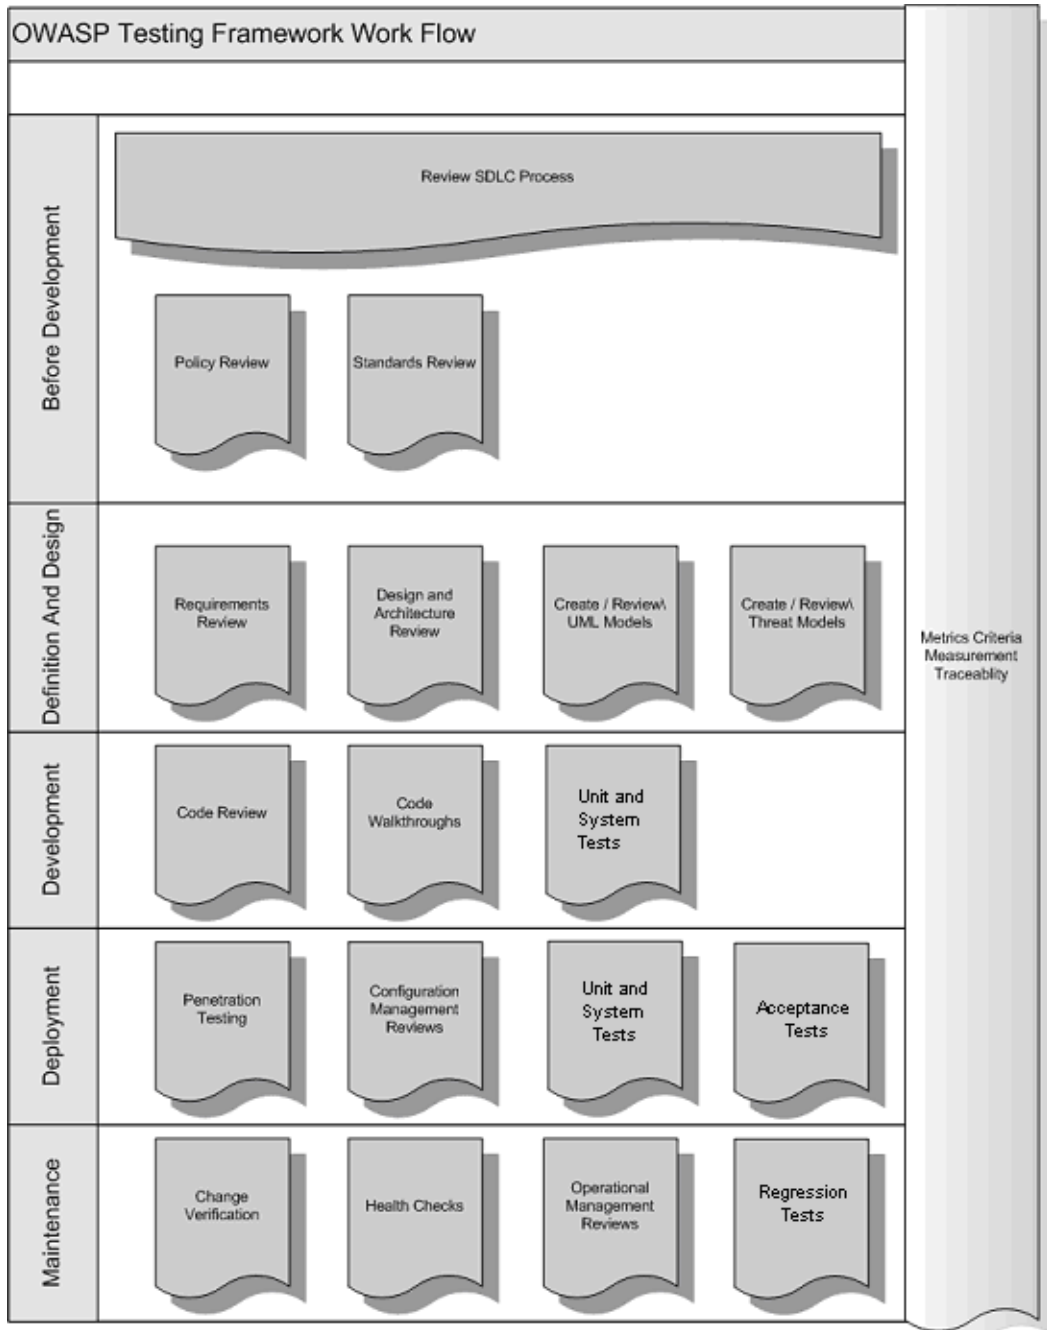 OWASP Testing Framework Work Flow
Before Development
Review SDLC Process
Policy Review
Standards Review
Definition And Design
Requirements
Review
Design and
Architecture
Review
Create / Review\
UML Models
Create / Review\
Threat Models
Development
Code Review
Code
Walkthroughs
Unit and
System
Tests
Deployment
Penetration
Testing
Configuration
Management
Reviews
Unit and
System
Tests
Acceptance
Tests
Maintenance
Change
Verification
Health Checks
Operational
Management
Reviews
Regression
Tests
Metrics Criteria
Measurement
Traceablity